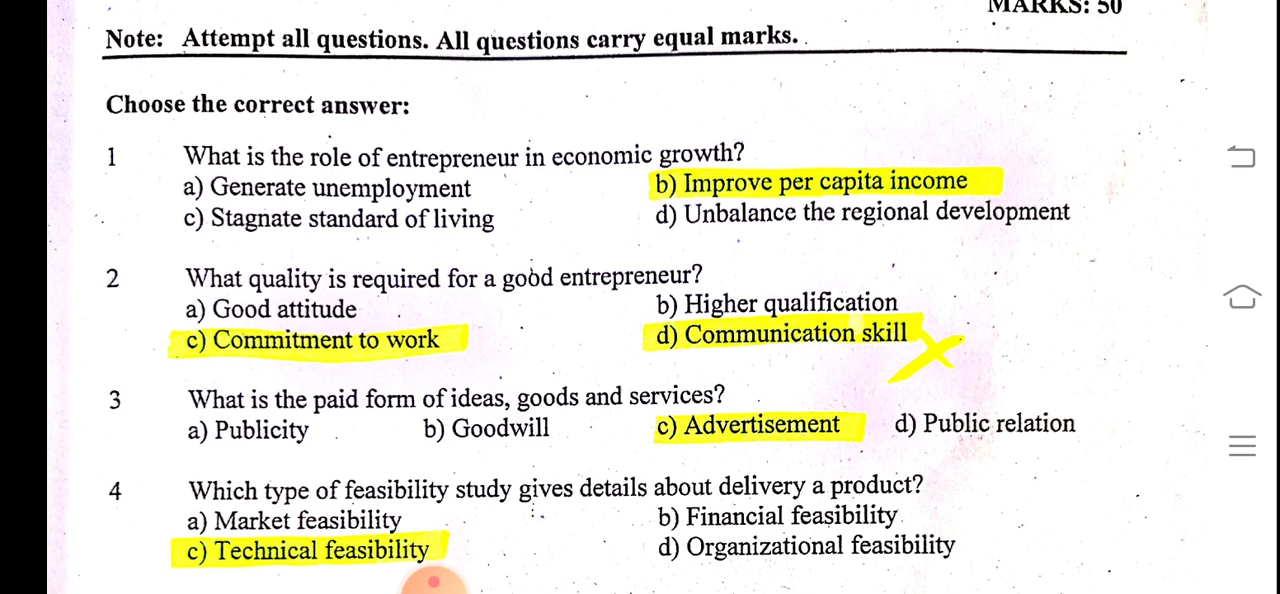 MARKS: 50
Note: Attempt all questions. All questions carry equal marks.
Choose the correct answer:
1 What is the role of entrepreneur in economic growth?
a) Generate unemployment b) Improve per capita income
c) Stagnate standard of living d) Unbalance the regional development
2 What quality is required for a good entrepreneur?
a) Good attitude b) Higher qualification
c) Commitment to work d) Communication skill
3 What is the paid form of ideas, goods and services?
a) Publicity b) Goodwill c) Advertisement d) Public relation
4 Which type of feasibility study gives details about delivery a product?
a) Market feasibility b) Financial feasibility
c) Technical feasibility d) Organizational feasibility